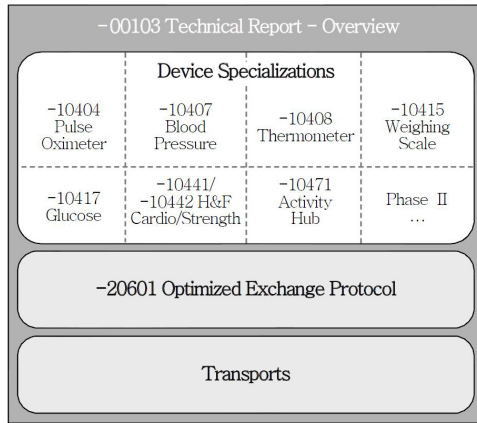 -00103 Technical Report - Overview
Device Specializations
-10404
Pulse
Oximeter
-10407
Blood
Pressure
-10408
Thermometer
-10415
Weighing
Scale
-10417
Glucose
-10441/
-10442 H&F
Cardio/Strength
-10471
Activity
Hub
Phase II
...
-20601 Optimized Exchange Protocol
Transports